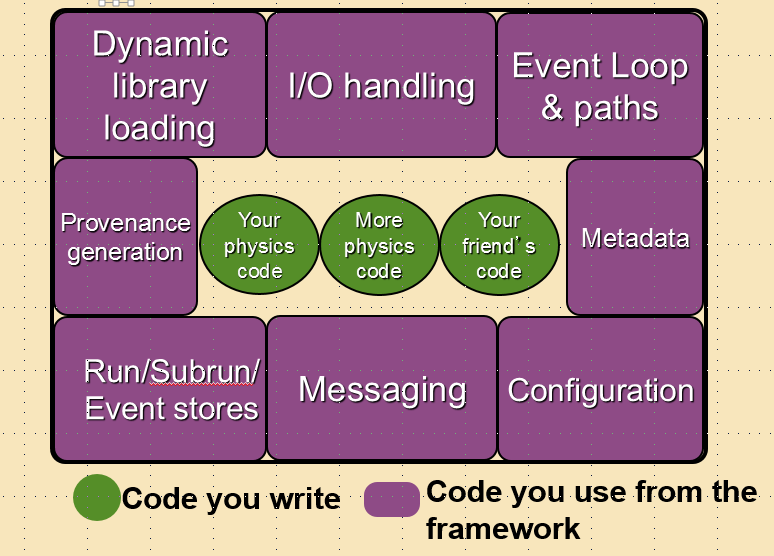 Dynamic
library
loading
I/O handling
Event Loop
& paths
Provenance
generation
Your
physics
code
More
physics
code
Your
friend’s
code
Metadata
Run/Subrun/
Event stores
Messaging
Configuration
Code you write
Code you use from the
framework